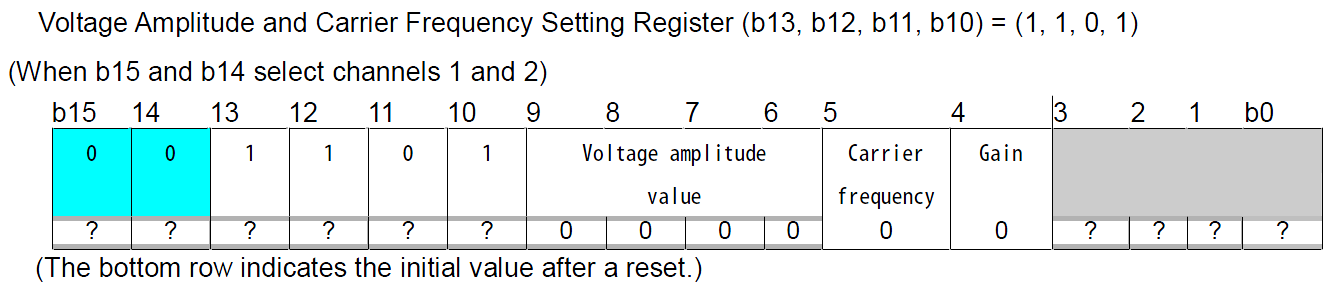 Voltage Amplitude and Carrier Frequency Setting Register (b13, b12, b11, b10) = (1, 1, 0, 1)
(When b15 and b14 select channels 1 and 2)
b15 14 13 12 11 10 9 8 7 6 5 4 3 2 1 b0
0 0 1 1 0 1 Voltage amplitude Carrier Gain
value frequency
? ? ? ? ? ? 0 0 0 0 0 0 ? ? ? ?
(The bottom row indicates the initial value after a reset.)